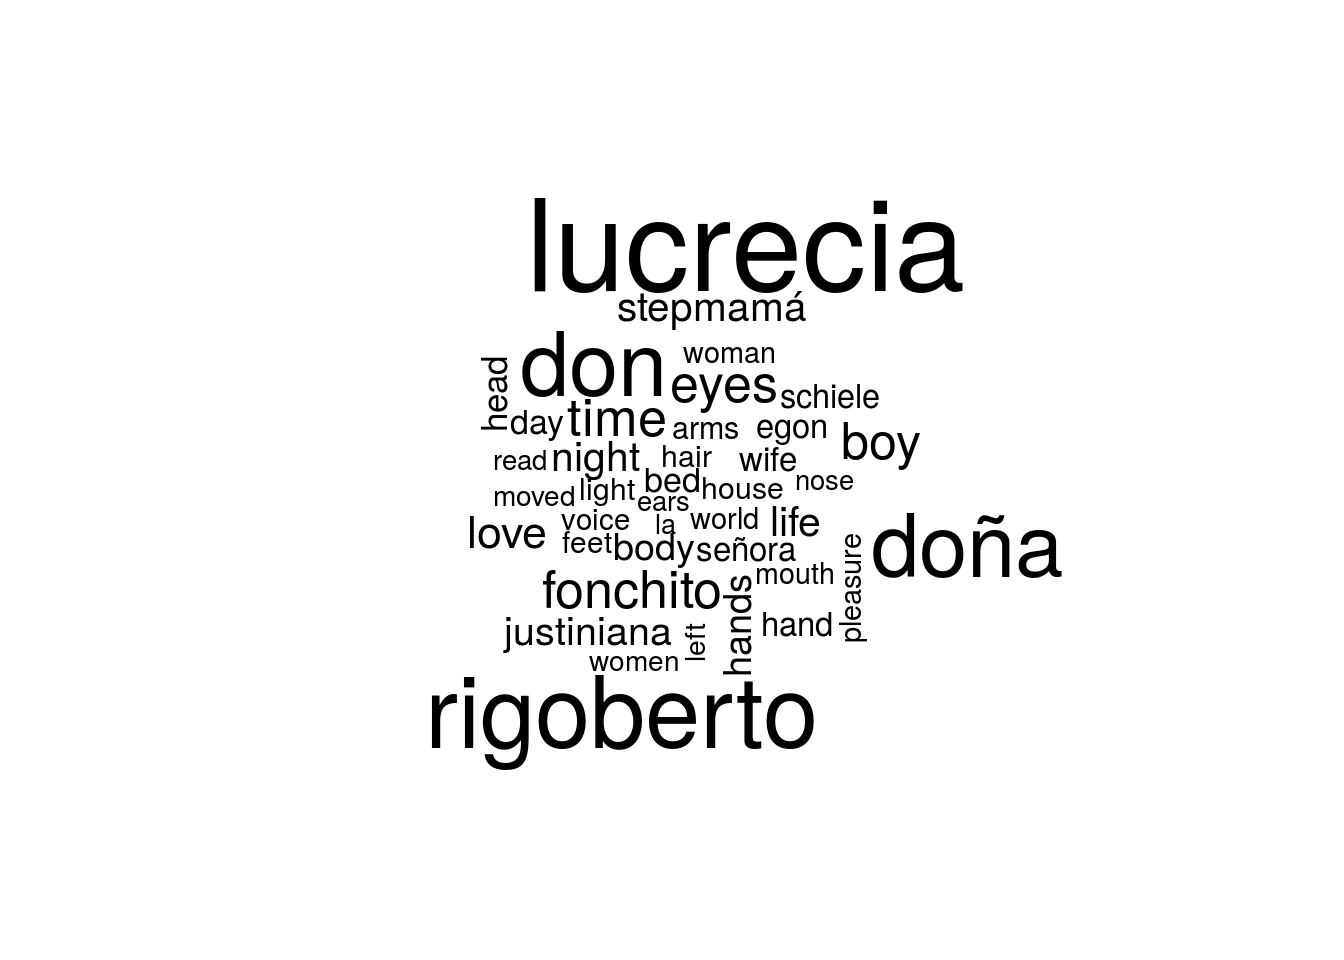 lucrecia
stepmamá
don
woman
head
eyes
schiele
day
time
arms
egon
boy
read
night
hair
wife
moved
light
bed
house
nose
ears
love
voice
la
world
life
doña
feet
body
señora
pleasure
fonchito
hands
mouth
justiniana
left
hand
women
rigoberto